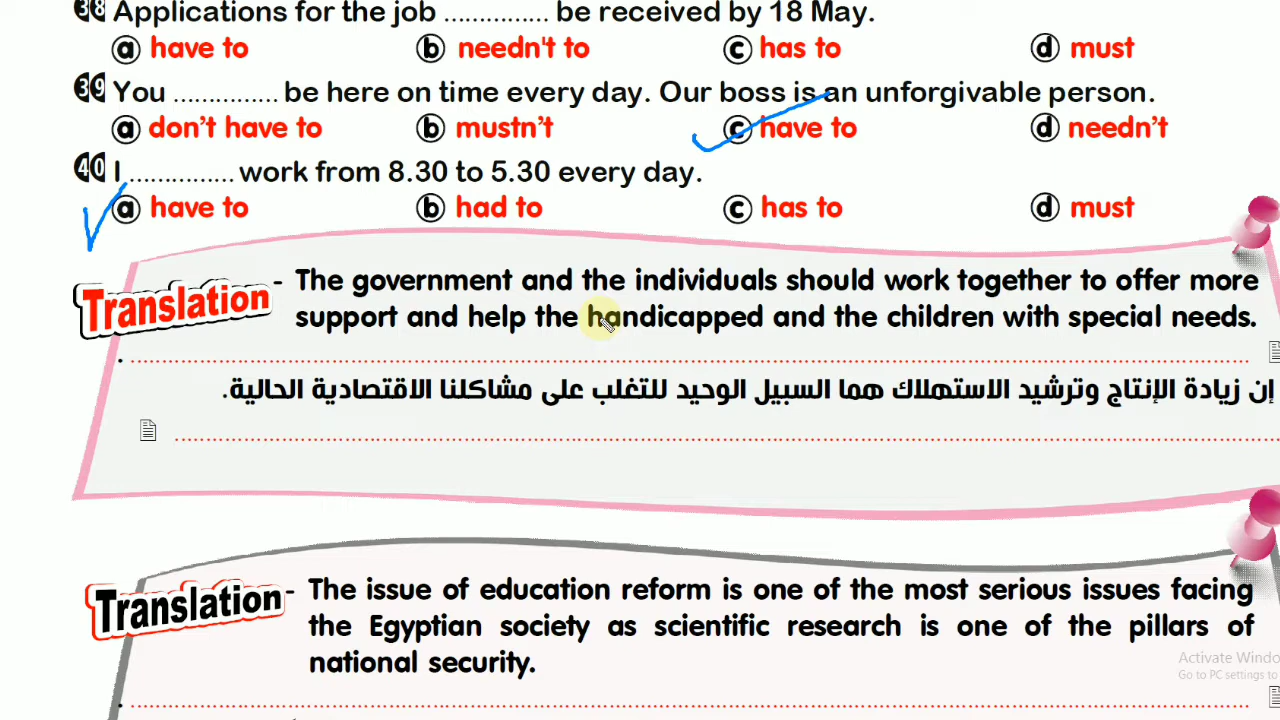 38 Applications for the job ............... be received by 18 May.
a have to b needn't to c has to d must
39 You ............... be here on time every day. Our boss is an unforgivable person.
a don't have to b mustn't c have to d needn't
40 I ............... work from 8.30 to 5.30 every day.
a have to b had to c has to d must
Translation - The government and the individuals should work together to offer more
support and help the handicapped and the children with special needs.
إن زيادة الإنتاج وترشيد الاستهلاك هما السبيل الوحيد للتغلب على مشاكلنا الاقتصادية الحالية.
Translation - The issue of education reform is one of the most serious issues facing
the Egyptian society as scientific research is one of the pillars of
national security.
Activate Windo
Go to PC settings to